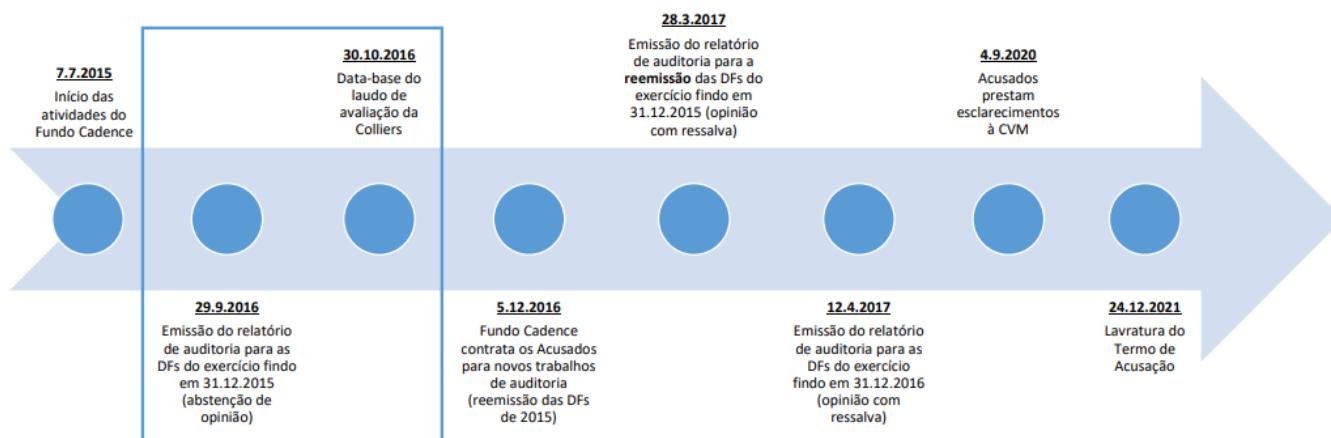 7.7.2015
Início das
atividades do
Fundo Cadence
29.9.2016
Emissão do relatório
de auditoria para as
DFs do exercício findo
em 31.12.2015
(abstenção de
opinião)
30.10.2016
Data-base do
laudo de
avaliação da
Colliers
5.12.2016
Fundo Cadence
contrata os Acusados
para novos trabalhos
de auditoria
(reemissão das DFs
de 2015)
28.3.2017
Emissão do relatório
de auditoria para a
reemissão das DFs do
exercício findo em
31.12.2015 (opinião
com ressalva)
12.4.2017
Emissão do relatório
de auditoria para as
DFs do exercício
findo em 31.12.2016
(opinião com
ressalva)
4.9.2020
Acusados
prestam
esclarecimentos
à CVM
24.12.2021
Lavratura do
Termo de
Acusação